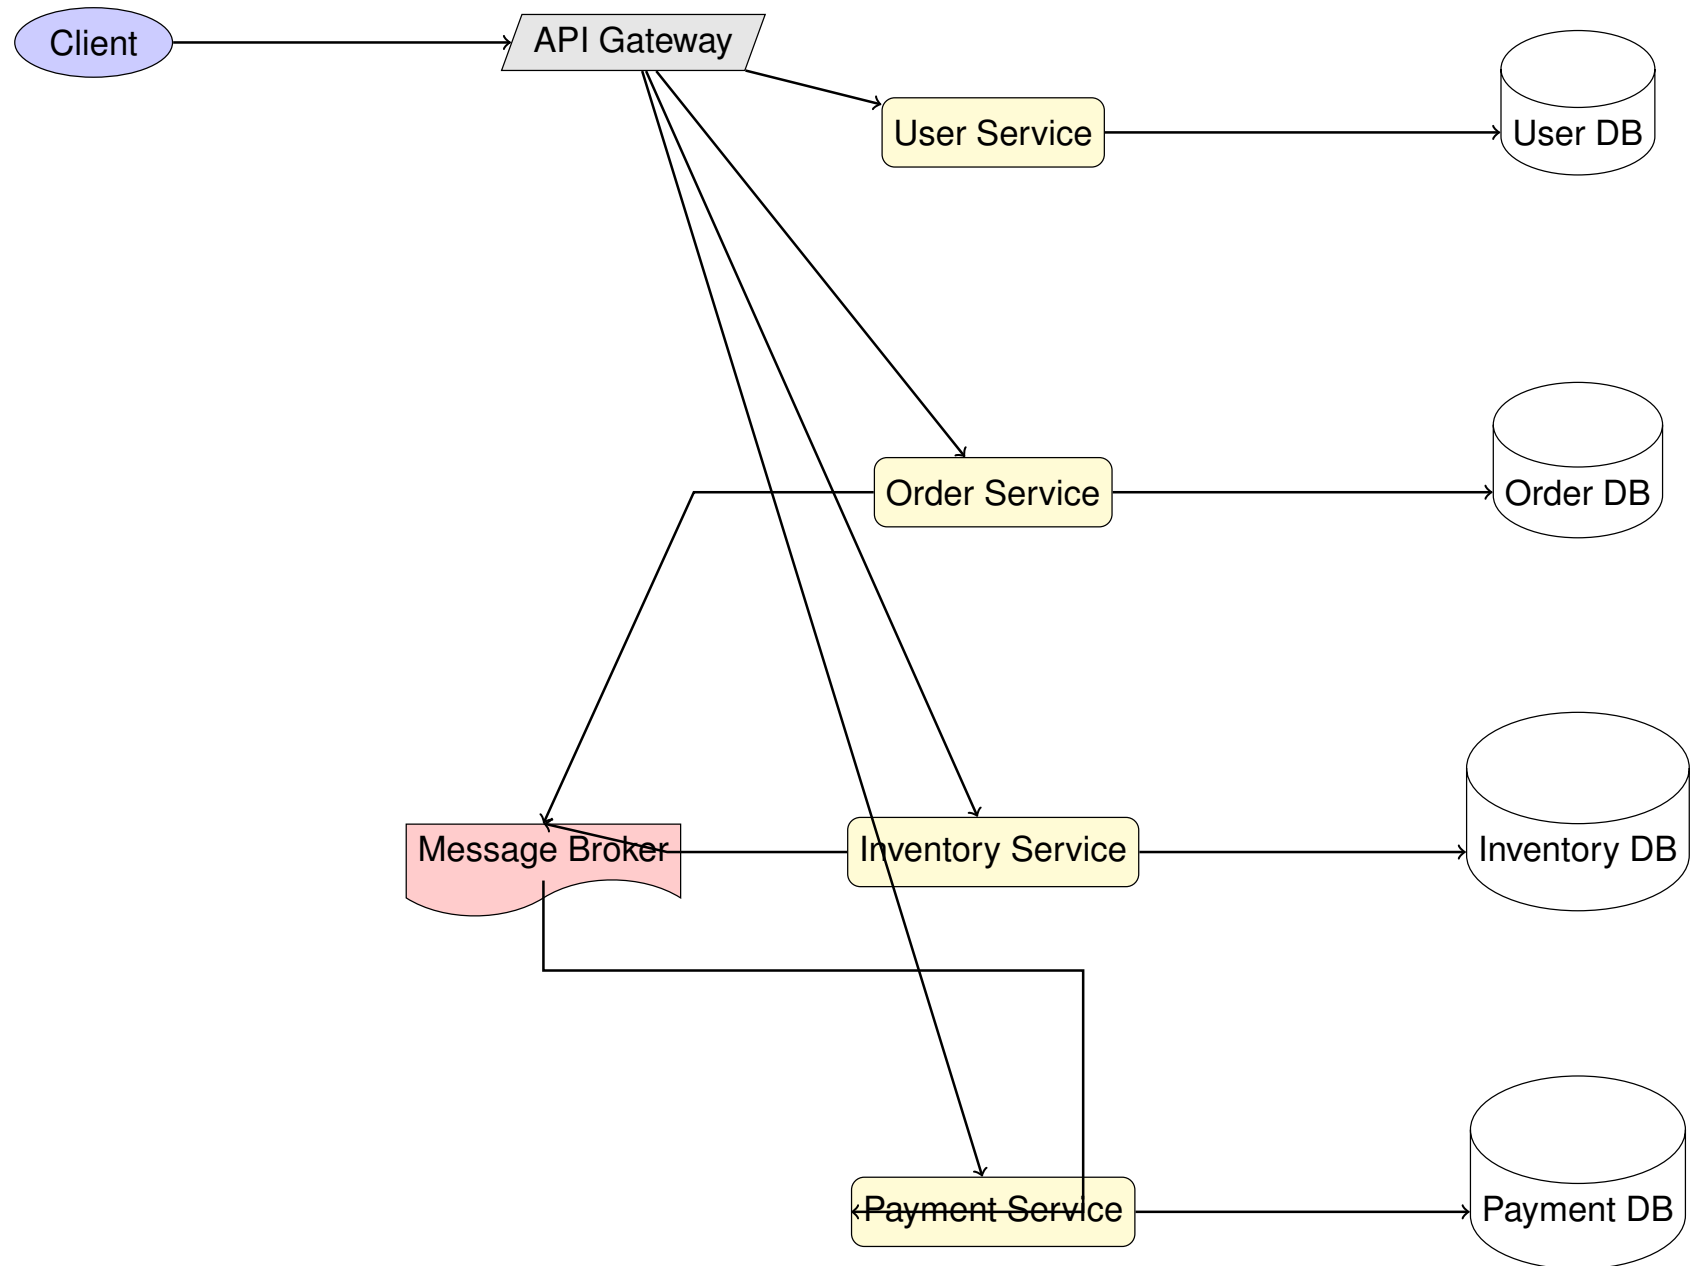 Client
API Gateway
User Service
User DB
Order Service
Order DB
Message Broker
Inventory Service
Inventory DB
Payment Service
Payment DB